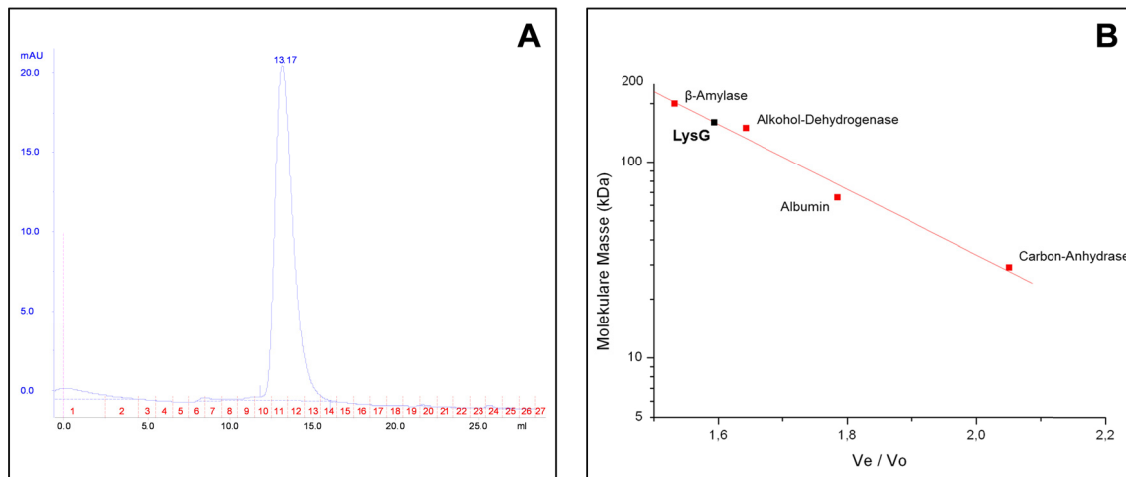 A
mAU
13.17
20.0
15.0
10.0
5.0
0.0
1 2 3 4 5 6 7 8 9 10 11 12 13 14 15 16 17 18 19 20 21 22 23 24 25 26 27
0.0 5.0 10.0 15.0 20.0 25.0 ml
B
200
β-Amylase
Alkohol-Dehydrogenase
LysG
100
Albumin
Carbon-Anhydrase
Molekulare Masse (kDa)
10
5
1,6 1,8 2,0 2,2
Ve / Vo